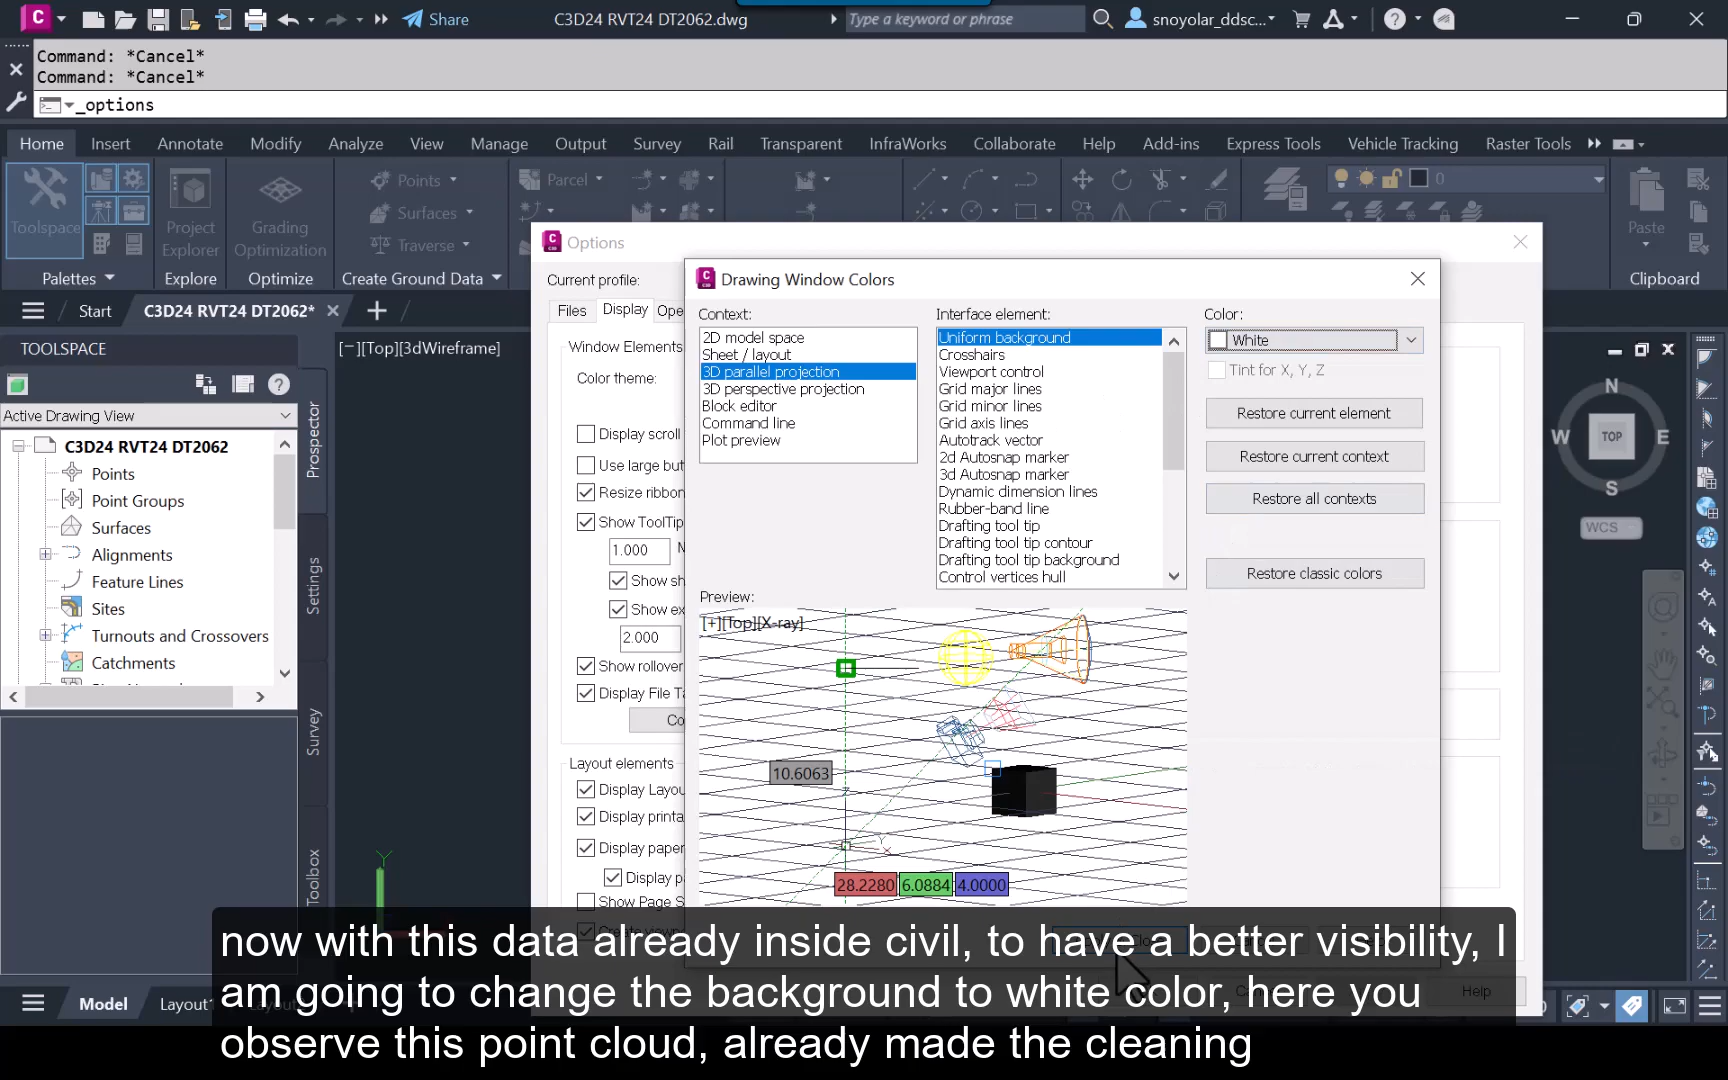 Share
C3D24 RVT24 DT2062.dwg
Type a keyword or phrase
snoyolar_ddsc...
Command: *Cancel*
Command: *Cancel*
_options
Home Insert Annotate Modify Analyze View Manage Output Survey Rail Transparent InfraWorks Collaborate Help Add-ins Express Tools Vehicle Tracking Raster Tools
Toolspace
Project Explorer
Grading Optimization
Points
Surfaces
Traverse
Parcel
0
Paste
Palettes Explore Optimize Create Ground Data Clipboard
Start C3D24 RVT24 DT2062*
TOOLSPACE
Active Drawing View
C3D24 RVT24 DT2062
Points
Point Groups
Surfaces
Alignments
Feature Lines
Sites
Turnouts and Crossovers
Catchments
Prospector
Settings
Survey
Toolbox
[−][Top][3dWireframe]
Y
Options
Current profile:
Files Display Ope
Window Elements
Color theme:
Display scroll
Use large but
Resize ribbon
Show ToolTip
1.000
Show sh
Show ex
2.000
Show rollover
Display File Ta
Co
Layout elements
Display Layou
Display printa
Display paper
Display p
Show Page S
Drawing Window Colors
Context:
2D model space
Sheet / layout
3D parallel projection
3D perspective projection
Block editor
Command line
Plot preview
Interface element:
Uniform background
Crosshairs
Viewport control
Grid major lines
Grid minor lines
Grid axis lines
Autotrack vector
2d Autosnap marker
3d Autosnap marker
Dynamic dimension lines
Rubber-band line
Drafting tool tip
Drafting tool tip contour
Drafting tool tip background
Control vertices hull
Color:
White
Tint for X, Y, Z
Restore current element
Restore current context
Restore all contexts
Restore classic colors
Preview:
[+][Top][X-ray]
10.6063
28.2280 6.0884 4.0000
Help
N
W TOP E
S
WCS
Model Layout
now with this data already inside civil, to have a better visibility, I
am going to change the background to white color, here you
observe this point cloud, already made the cleaning